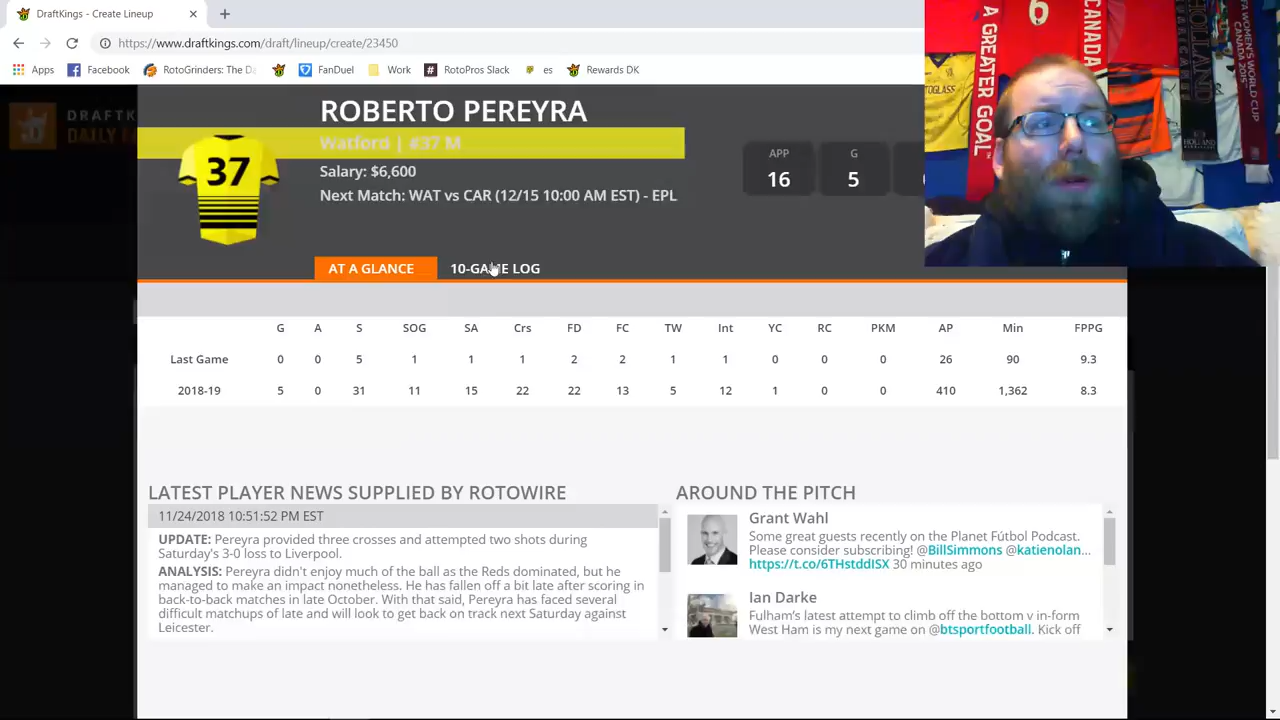 DraftKings - Create Lineup
https://www.draftkings.com/draft/lineup/create/23450
Apps
Facebook
RotoGrinders: The Da
FanDuel
Work
RotoPros Slack
es
Rewards DK
DRAFTK
DAILY
ROBERTO PEREYRA
Watford | #37 M
Salary: $6,600
Next Match: WAT vs CAR (12/15 10:00 AM EST) - EPL
37
APP
16
G
5
A GREATER GOAL
6
CANADA
HOLLAND
FIFA WOMEN'S WORLD CUP
CANADA 2015
AT A GLANCE
10-GAME LOG
G A S SOG SA Crs FD FC TW Int YC RC PKM AP Min FPPG
Last Game 0 0 5 1 1 1 2 2 1 1 0 0 0 26 90 9.3
2018-19 5 0 31 11 15 22 22 13 5 12 1 0 0 410 1,362 8.3
LATEST PLAYER NEWS SUPPLIED BY ROTOWIRE
11/24/2018 10:51:52 PM EST
UPDATE: Pereyra provided three crosses and attempted two shots during
Saturday's 3-0 loss to Liverpool.
ANALYSIS: Pereyra didn't enjoy much of the ball as the Reds dominated, but he
managed to make an impact nonetheless. He has fallen off a bit late after scoring in
back-to-back matches in late October. With that said, Pereyra has faced several
difficult matchups of late and will look to get back on track next Saturday against
Leicester.
AROUND THE PITCH
Grant Wahl
Some great guests recently on the Planet Fútbol Podcast.
Please consider subscribing! @BillSimmons @katienolan...
https://t.co/6THstddISX 30 minutes ago
Ian Darke
Fulham's latest attempt to climb off the bottom v in-form
West Ham is my next game on @btsportfootball. Kick off